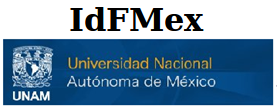 IdFMex
Universidad Nacional
Autónoma de México
UNAM